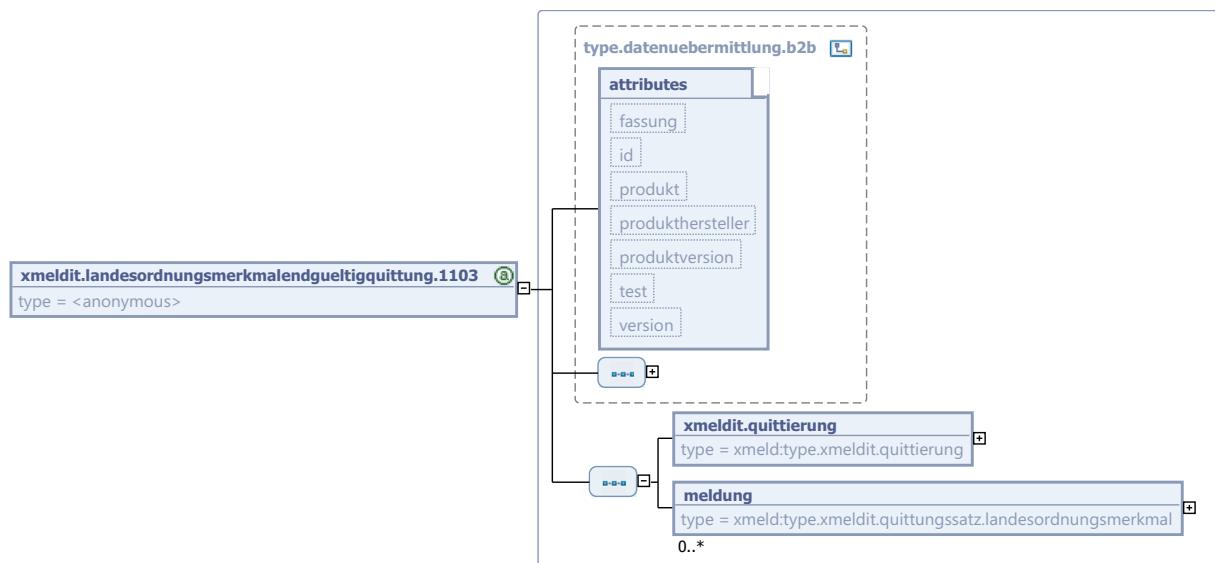 type.datenuebermittlung.b2b
attributes
fassung
id
produkt
produkthersteller
produktversion
test
version
xmeldit.landesordnungsmerkmalendgueltigquittung.1103
type = <anonymous>
xmeldit.quittierung
type = xmeld:type.xmeldit.quittierung
meldung
type = xmeld:type.xmeldit.quittungssatz.landesordnungsmerkmal
0..*